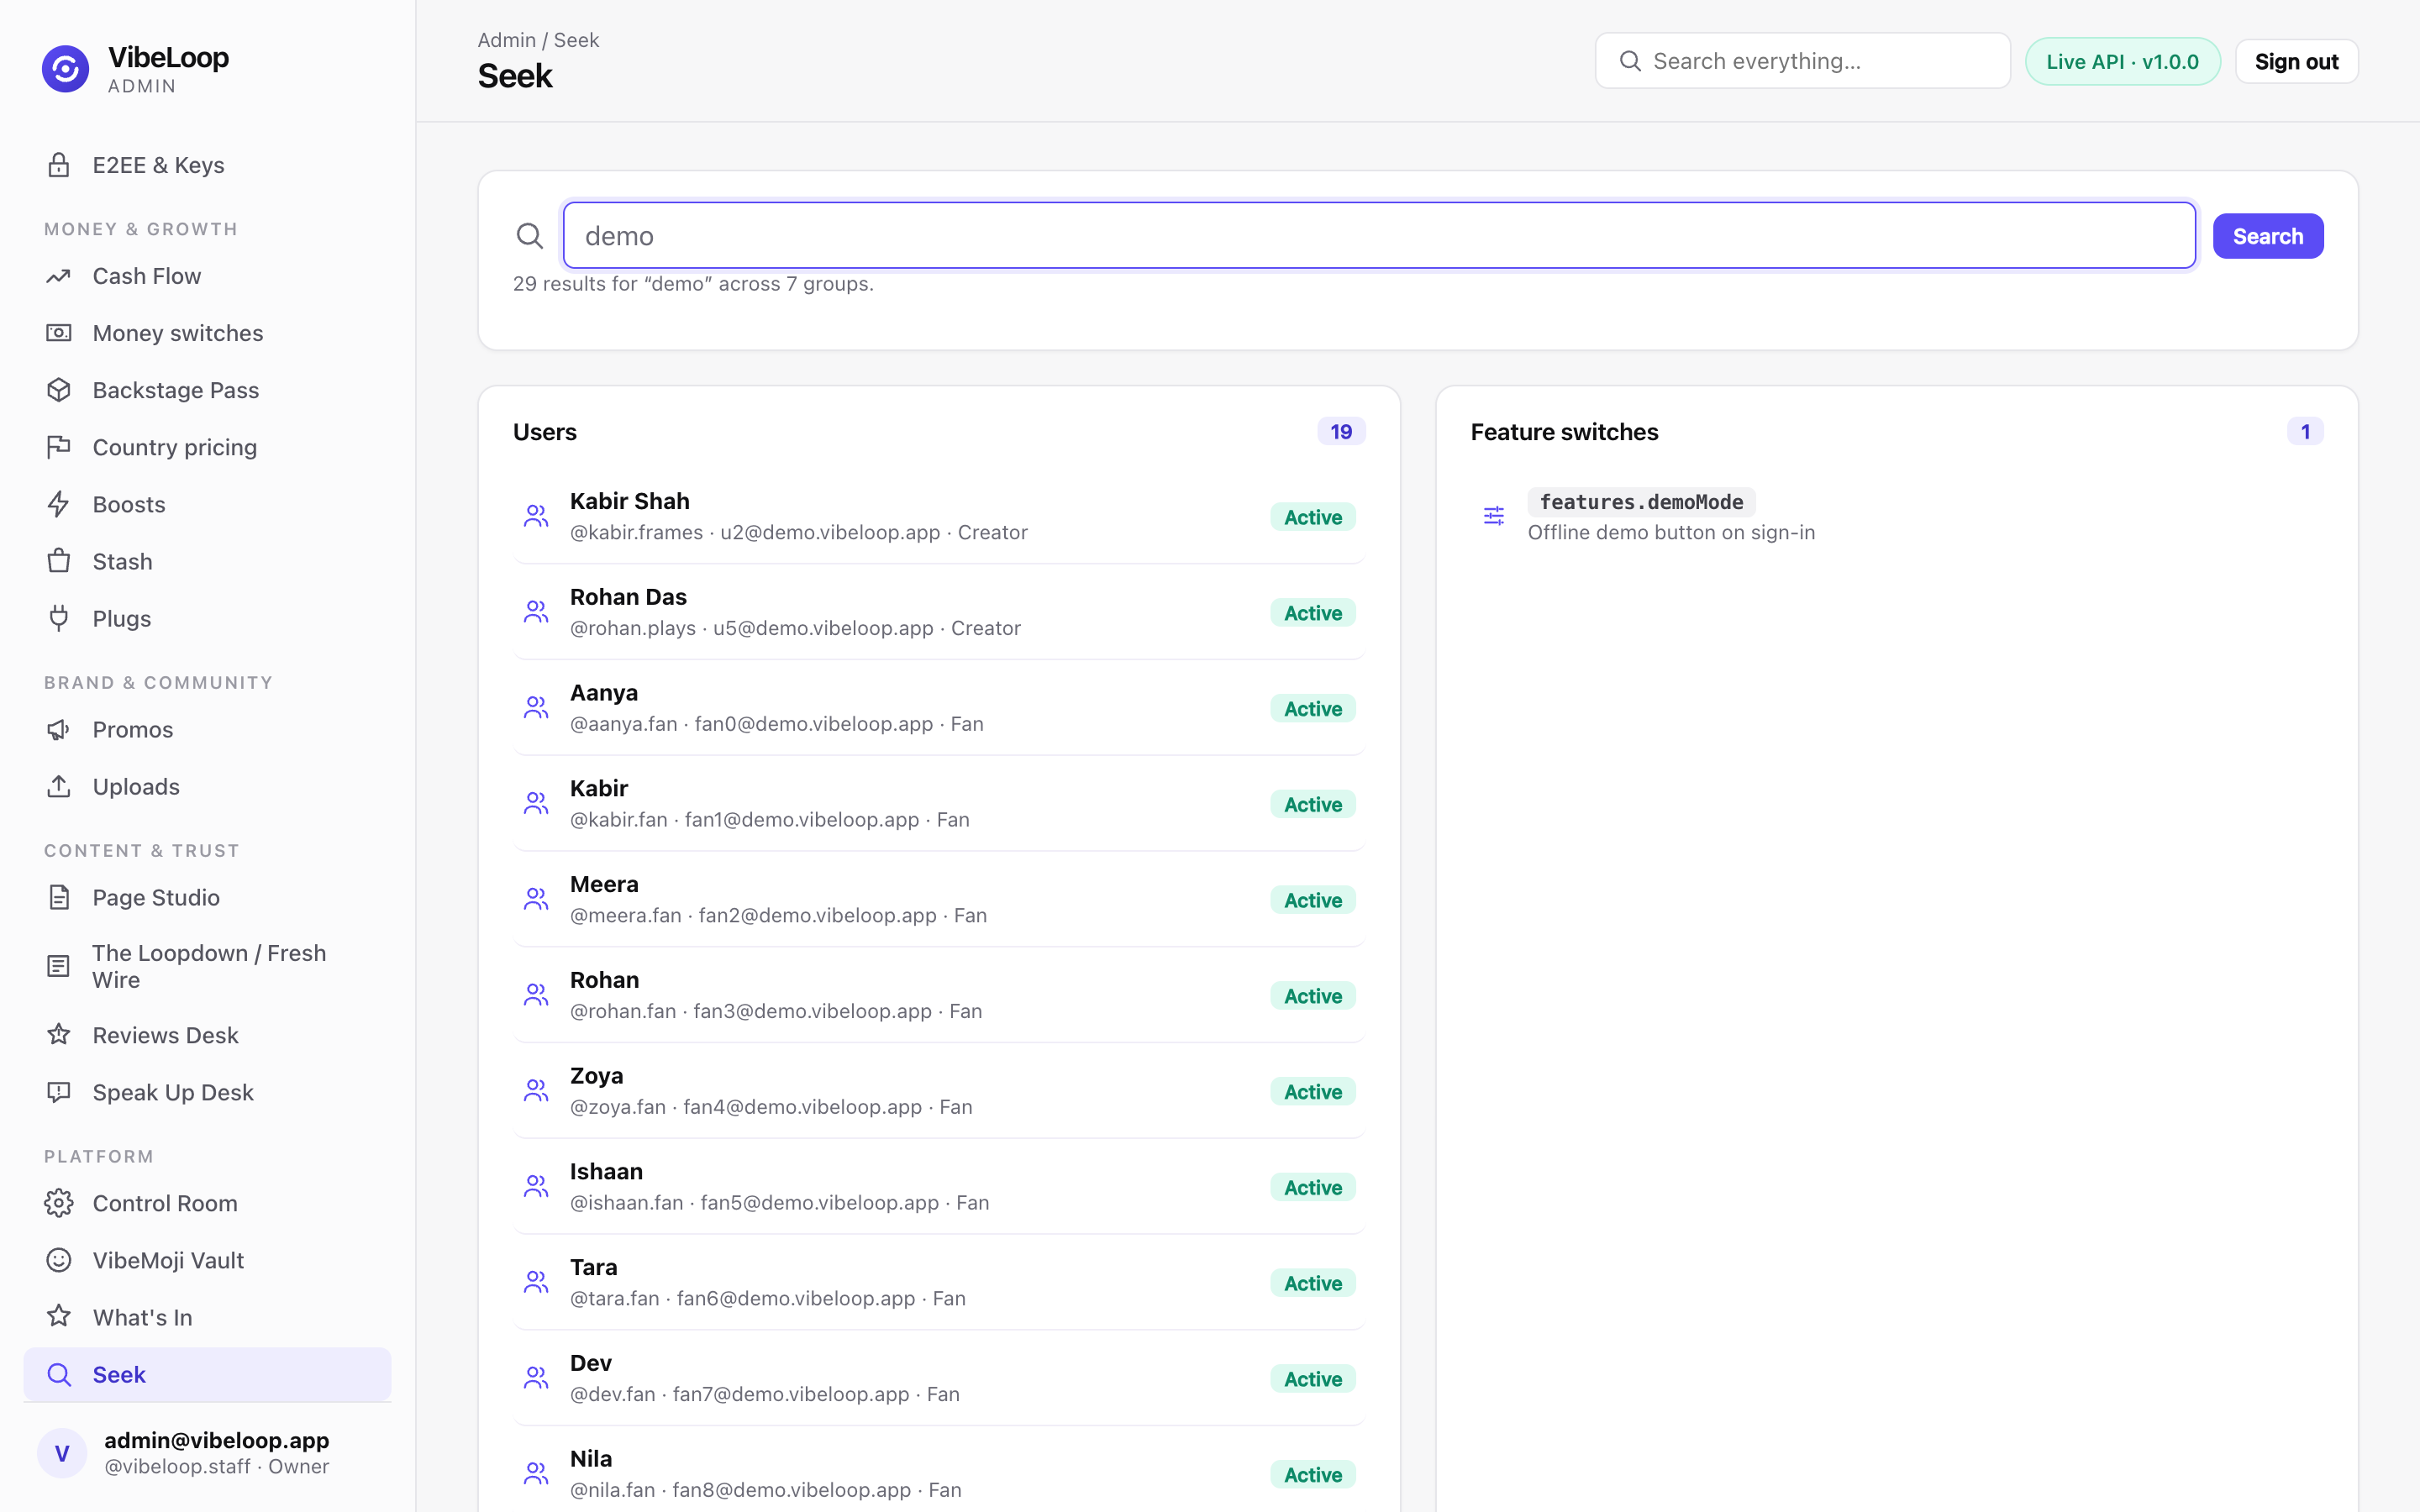 VibeLoop
ADMIN
E2EE & Keys
MONEY & GROWTH
Cash Flow
Money switches
Backstage Pass
Country pricing
Boosts
Stash
Plugs
BRAND & COMMUNITY
Promos
Uploads
CONTENT & TRUST
Page Studio
The Loopdown / Fresh
Wire
Reviews Desk
Speak Up Desk
PLATFORM
Control Room
VibeMoji Vault
What's In
Seek
V
admin@vibeloop.app
@vibeloop.staff · Owner
Admin / Seek
Seek
Search everything...
Live API · v1.0.0
Sign out
demo
Search
29 results for “demo” across 7 groups.
Users
19
Kabir Shah
@kabir.frames · u2@demo.vibeloop.app · Creator
Active
Rohan Das
@rohan.plays · u5@demo.vibeloop.app · Creator
Active
Aanya
@aanya.fan · fan0@demo.vibeloop.app · Fan
Active
Kabir
@kabir.fan · fan1@demo.vibeloop.app · Fan
Active
Meera
@meera.fan · fan2@demo.vibeloop.app · Fan
Active
Rohan
@rohan.fan · fan3@demo.vibeloop.app · Fan
Active
Zoya
@zoya.fan · fan4@demo.vibeloop.app · Fan
Active
Ishaan
@ishaan.fan · fan5@demo.vibeloop.app · Fan
Active
Tara
@tara.fan · fan6@demo.vibeloop.app · Fan
Active
Dev
@dev.fan · fan7@demo.vibeloop.app · Fan
Active
Nila
@nila.fan · fan8@demo.vibeloop.app · Fan
Active
Feature switches
1
features.demoMode
Offline demo button on sign-in